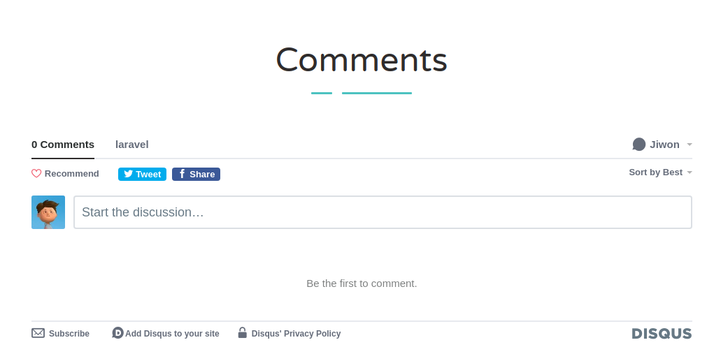 Comments
0 Comments laravel Jiwon
Recommend Tweet Share Sort by Best
Start the discussion…
Be the first to comment.
Subscribe Add Disqus to your site Disqus' Privacy Policy DISQUS